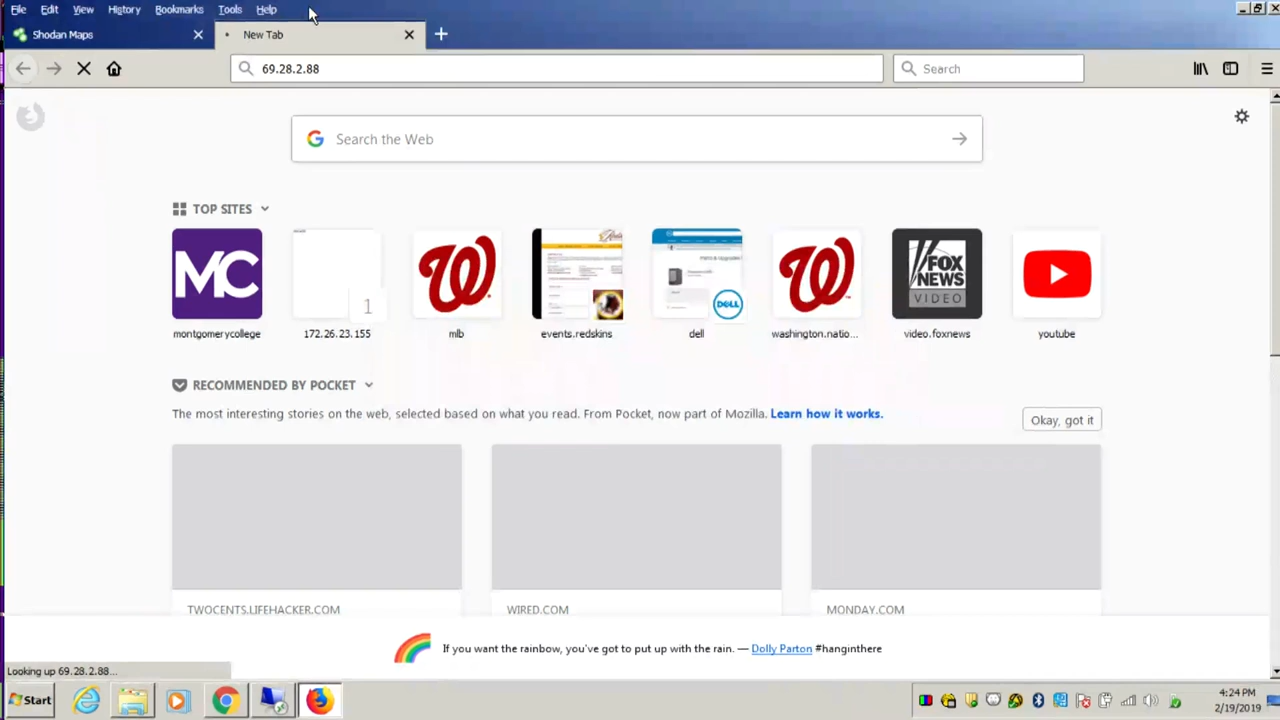 File Edit View History Bookmarks Tools Help
Shodan Maps
New Tab
69.28.2.88
Search
Search the Web
TOP SITES
MC
1
W
W
DELL
FOX
NEWS
VIDEO
montgomerycollege
172.26.23.155
mlb
events.redskins
dell
washington.natio...
video.foxnews
youtube
RECOMMENDED BY POCKET
The most interesting stories on the web, selected based on what you read. From Pocket, now part of Mozilla. Learn how it works.
Okay, got it
TWOCENTS.LIFEHACKER.COM
WIRED.COM
MONDAY.COM
If you want the rainbow, you've got to put up with the rain. — Dolly Parton #hanginthere
Looking up 69.28.2.88...
Start
4:24 PM
2/19/2019